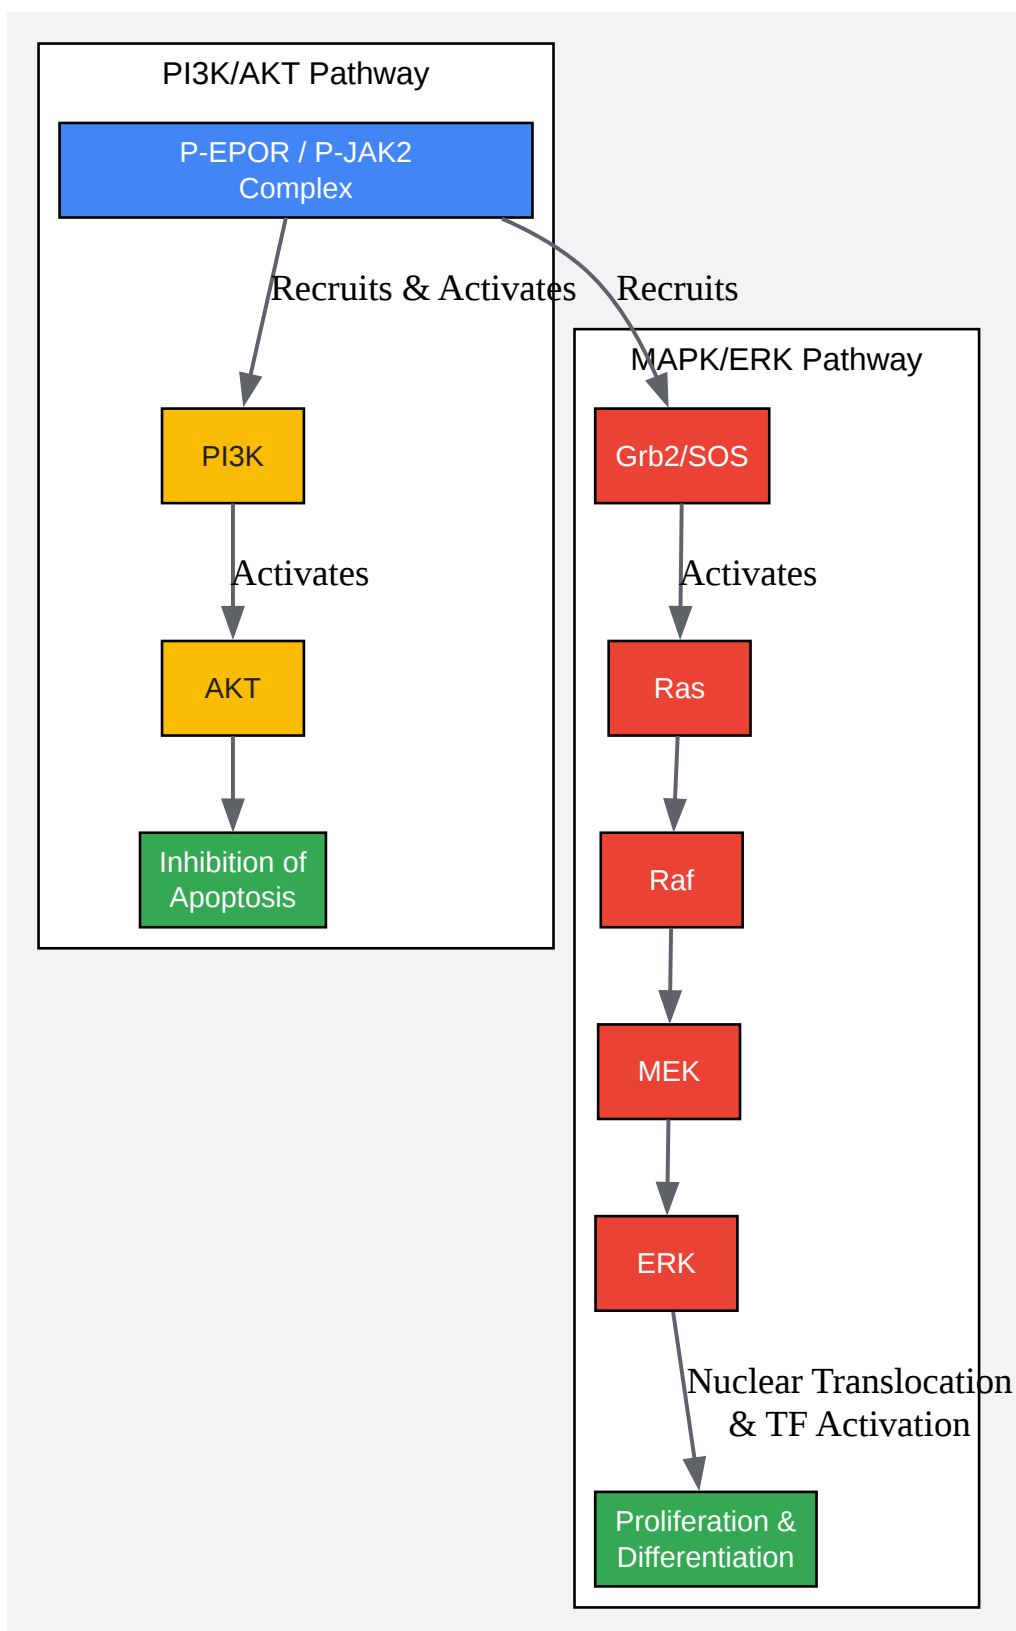 PI3K/AKT Pathway
P-EPOR / P-JAK2
Complex
Recruits & Activates
Recruits
MAPK/ERK Pathway
PI3K
Grb2/SOS
Activates
Activates
AKT
Ras
Inhibition of
Apoptosis
Raf
MEK
ERK
Nuclear Translocation
& TF Activation
Proliferation &
Differentiation